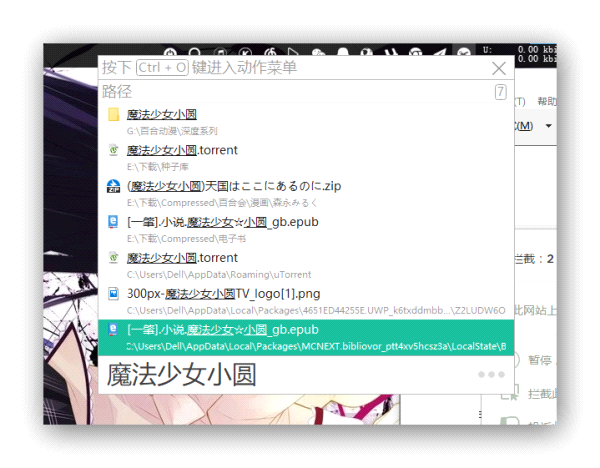 U: 0.00 kbi
0.00 kbi
按下 Ctrl + O 键进入动作菜单
路径 7
(T) 帮助
(M)
魔法少女小圆
G:\百合动漫\深度系列
魔法少女小圆.torrent
E:\下载\种子库
(魔法少女小圆)天国はここにあるのに.zip
E:\下载\Compressed\百合会\漫画\森永みるく
[一肇].小说.魔法少女☆小圆_gb.epub
E:\下载\Compressed\电子书
拦截：2
魔法少女小圆.torrent
C:\Users\Dell\AppData\Roaming\uTorrent
300px-魔法少女小圆TV_logo[1].png
C:\Users\Dell\AppData\Local\Packages\4651ED44255E.UWP_k6txddmbb...\Z2LUDW6O
此网站上
[一肇].小说.魔法少女☆小圆_gb.epub
C:\Users\Dell\AppData\Local\Packages\MCNEXT.bibliovor_ptt4xv5hcsz3a\LocalState\B
暂停
魔法少女小圆
拦截此